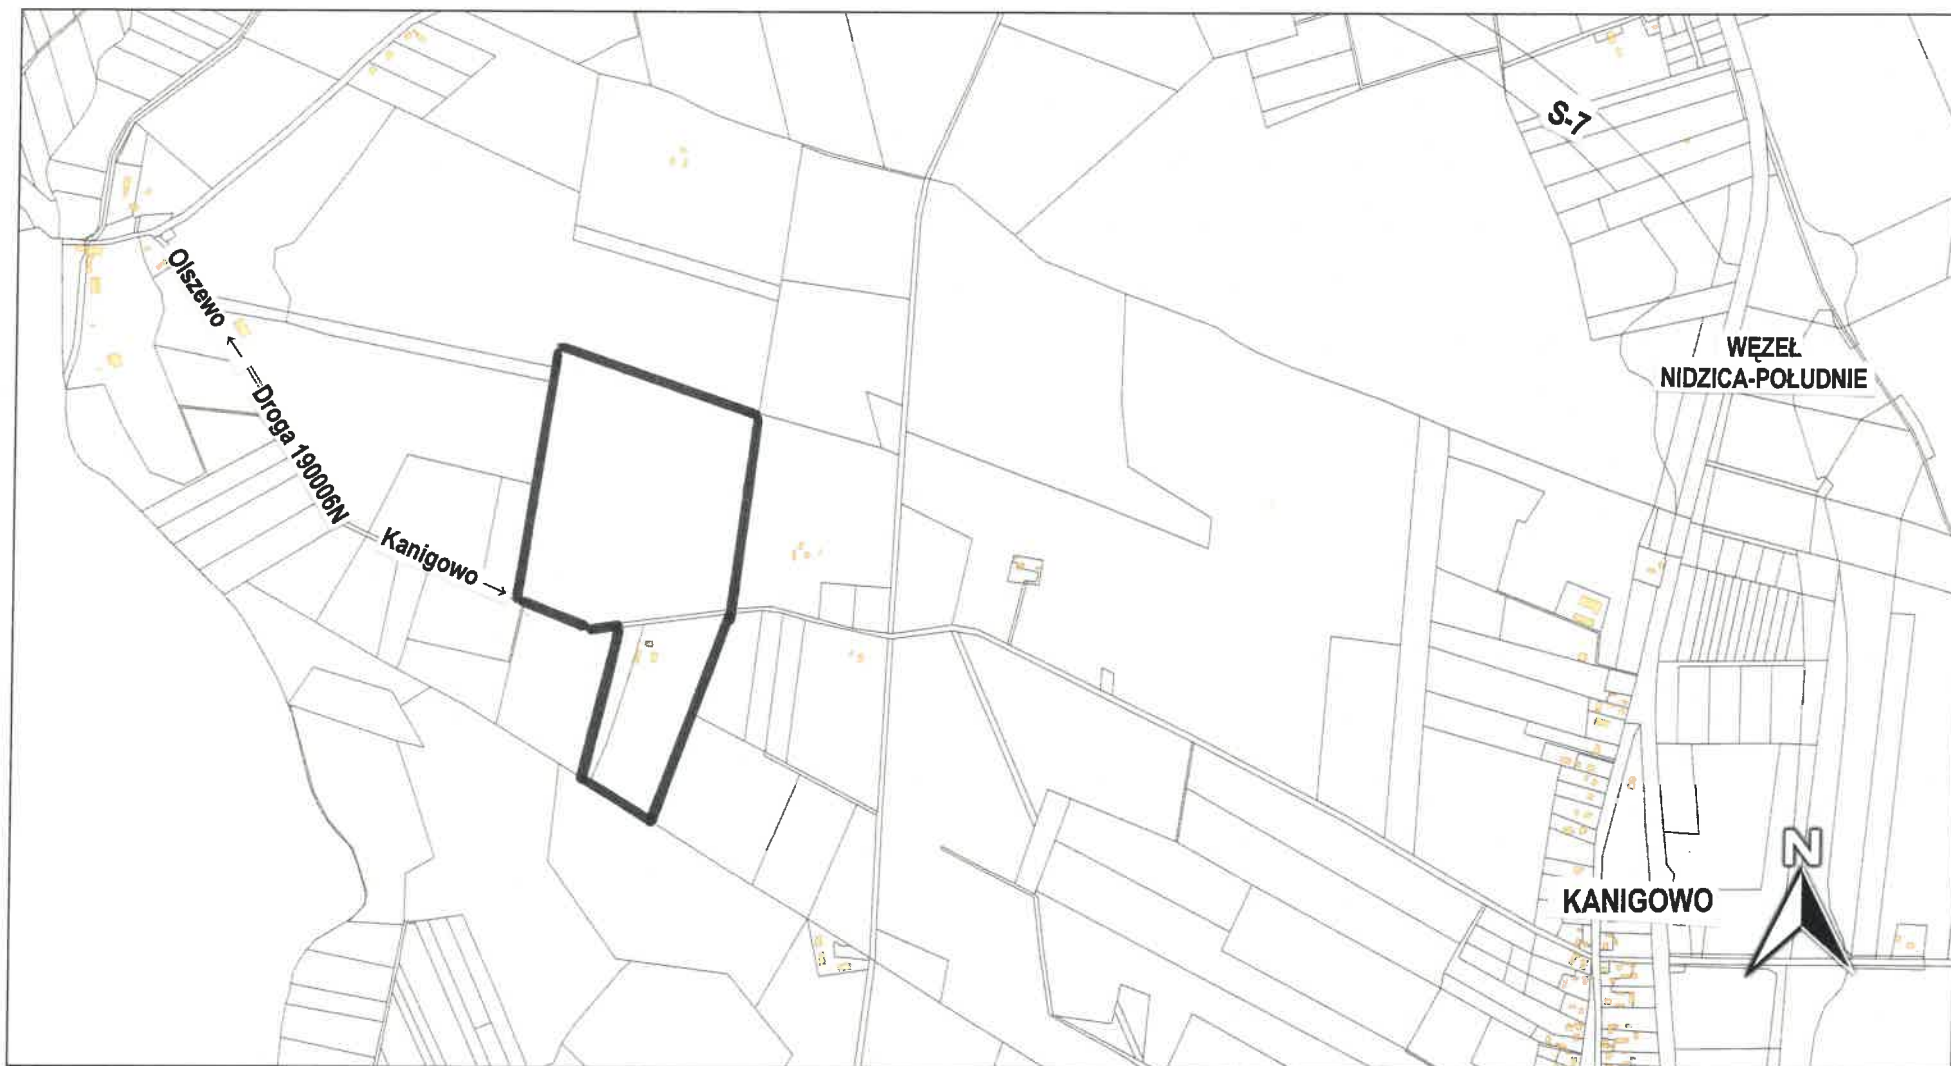 S-7
WĘZEŁ
NIDZICA-POŁUDNIE
Olszewo ← Droga 190006N
Kanigowo →
KANIGOWO
N